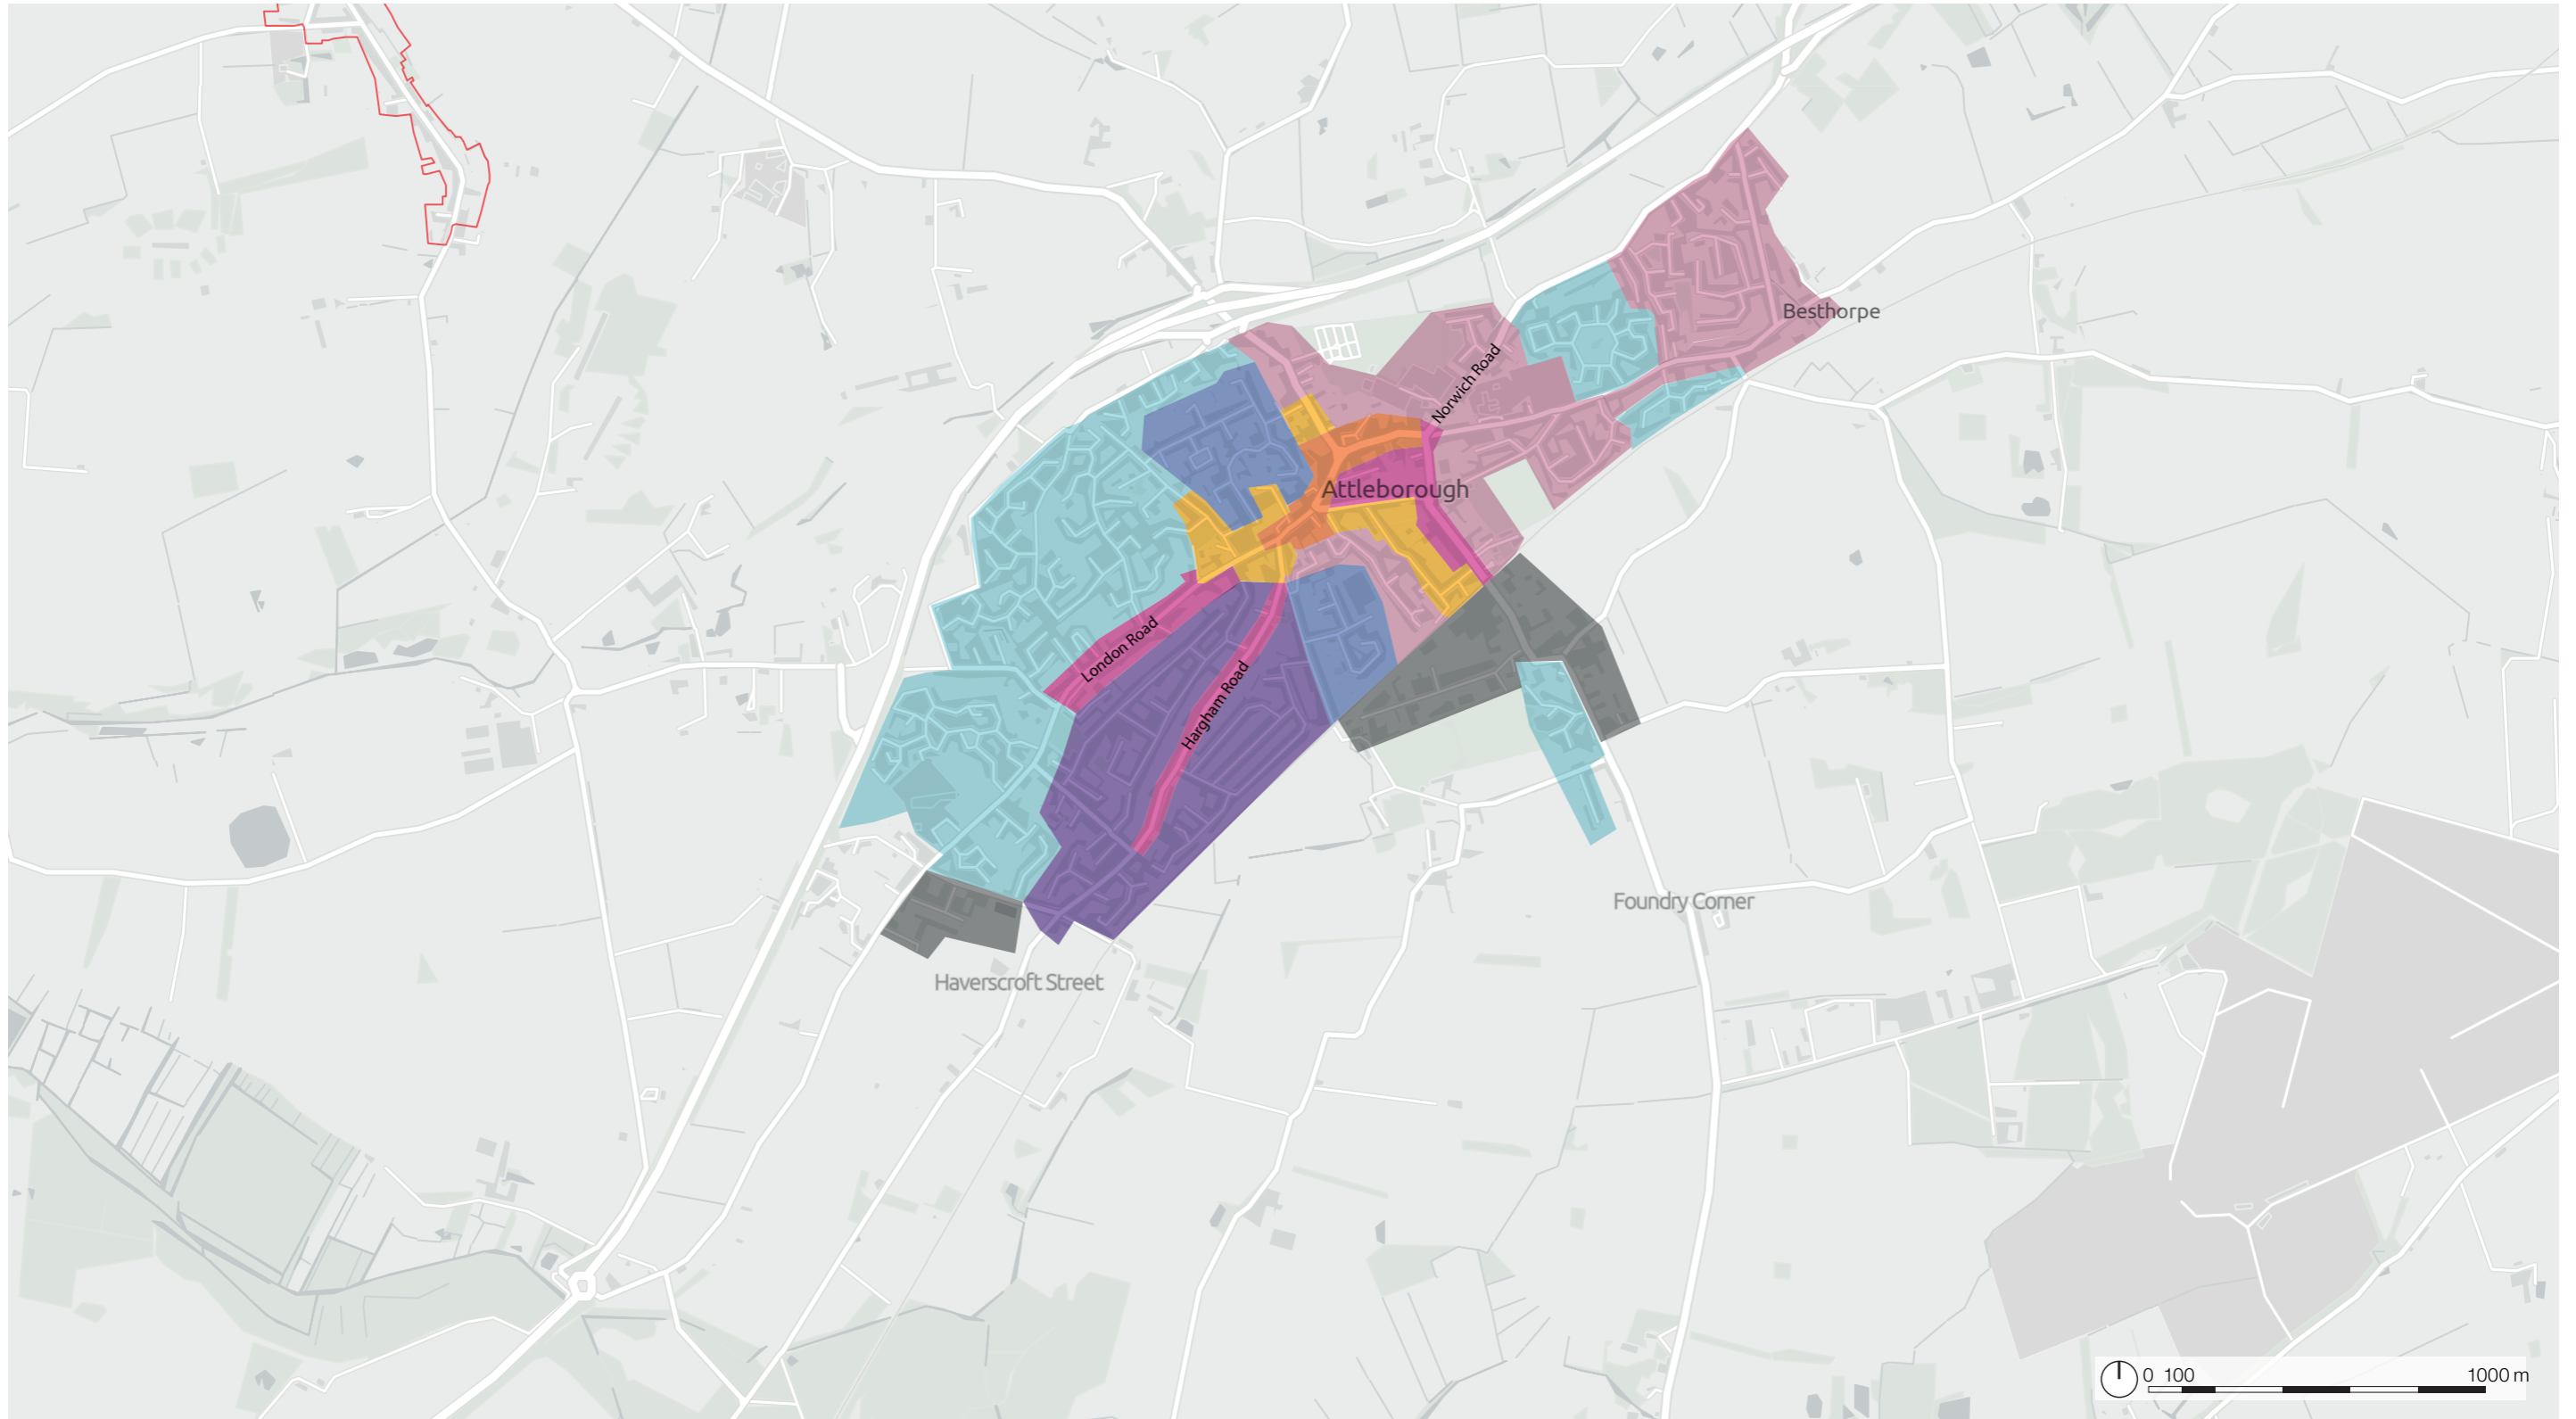 Besthorpe
Norwich Road
Attleborough
London Road
Hargham Road
Foundry Corner
Haverscroft Street
0 100 1000 m